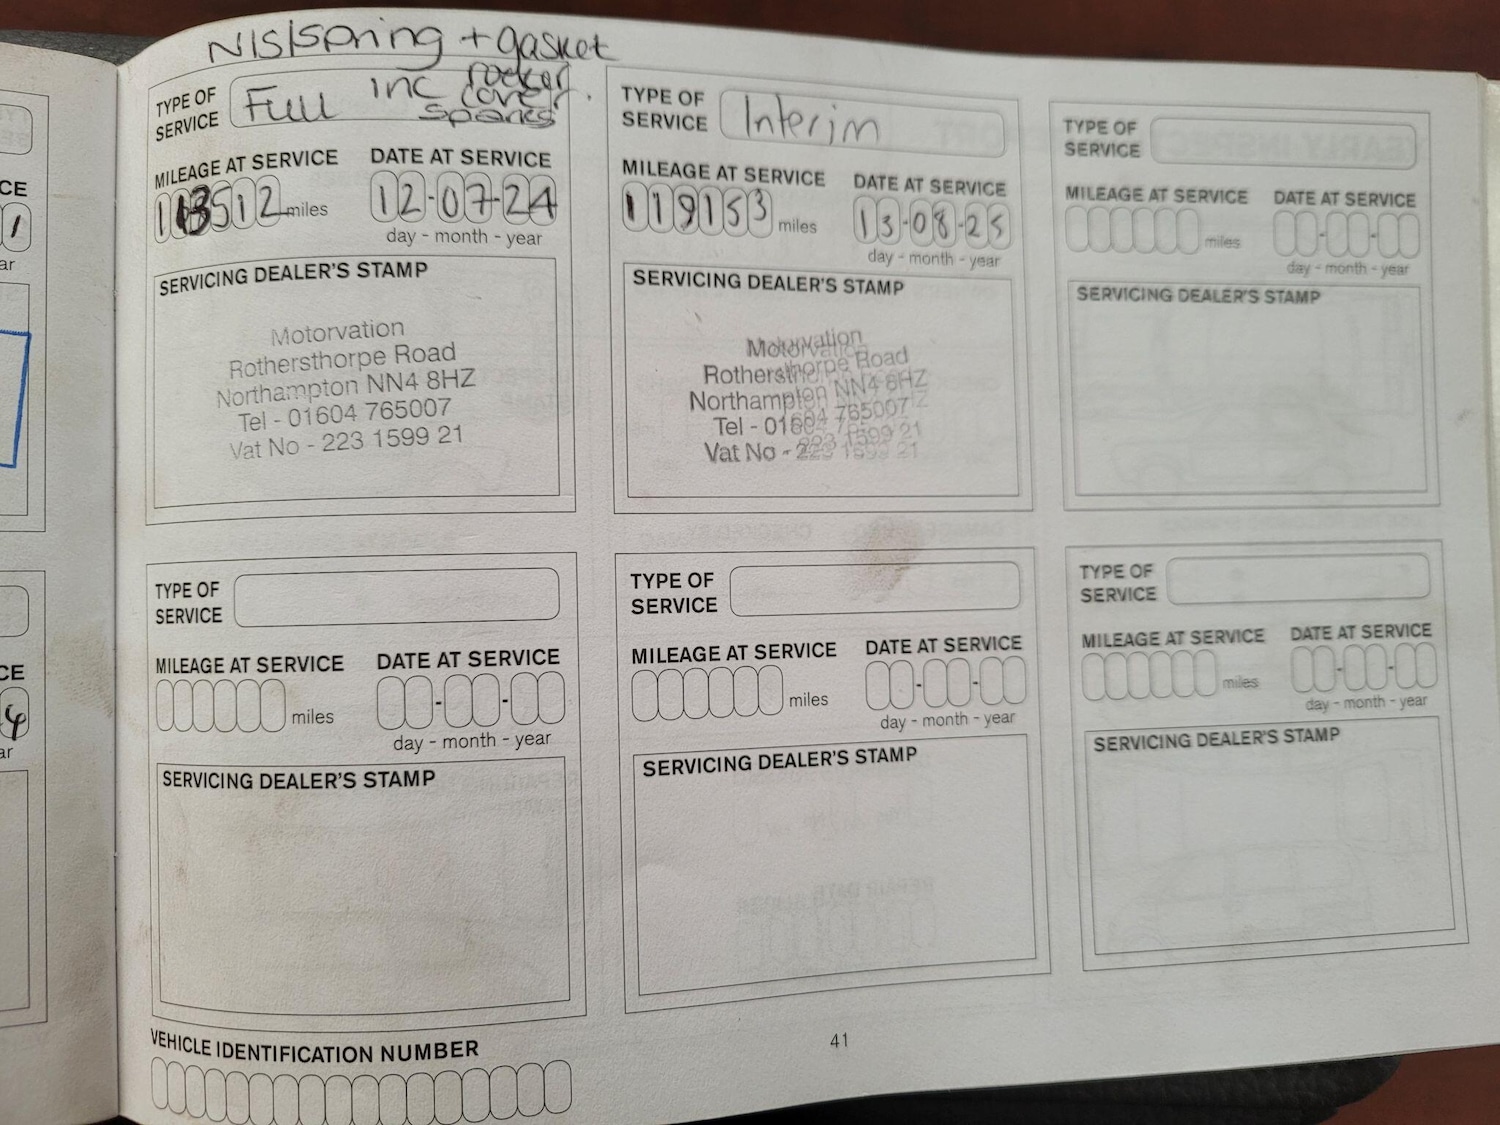 N/S/Spring + gasket
rocker
TYPE OF Full inc cover.
SERVICE sparks
MILEAGE AT SERVICE DATE AT SERVICE
113512 miles 12-07-24
day - month - year
SERVICING DEALER'S STAMP
Motorvation
Rothersthorpe Road
Northampton NN4 8HZ
Tel - 01604 765007
Vat No - 223 1599 21
TYPE OF Interim
SERVICE
MILEAGE AT SERVICE DATE AT SERVICE
119153 miles 13-08-25
day - month - year
SERVICING DEALER'S STAMP
Motorvation
Rothersthorpe Road
Northampton NN4 8HZ
Tel - 01604 765007
Vat No - 223 1599 21
TYPE OF
SERVICE
MILEAGE AT SERVICE DATE AT SERVICE
miles - -
day - month - year
SERVICING DEALER'S STAMP
TYPE OF
SERVICE
MILEAGE AT SERVICE DATE AT SERVICE
miles - -
day - month - year
SERVICING DEALER'S STAMP
TYPE OF
SERVICE
MILEAGE AT SERVICE DATE AT SERVICE
miles - -
day - month - year
SERVICING DEALER'S STAMP
TYPE OF
SERVICE
MILEAGE AT SERVICE DATE AT SERVICE
miles - -
day - month - year
SERVICING DEALER'S STAMP
VEHICLE IDENTIFICATION NUMBER
41